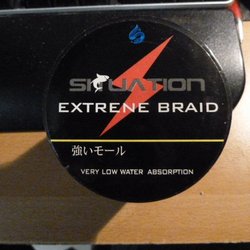 SITUATION
EXTRENE BRAID
強いモール
VERY LOW WATER ABSORPTION